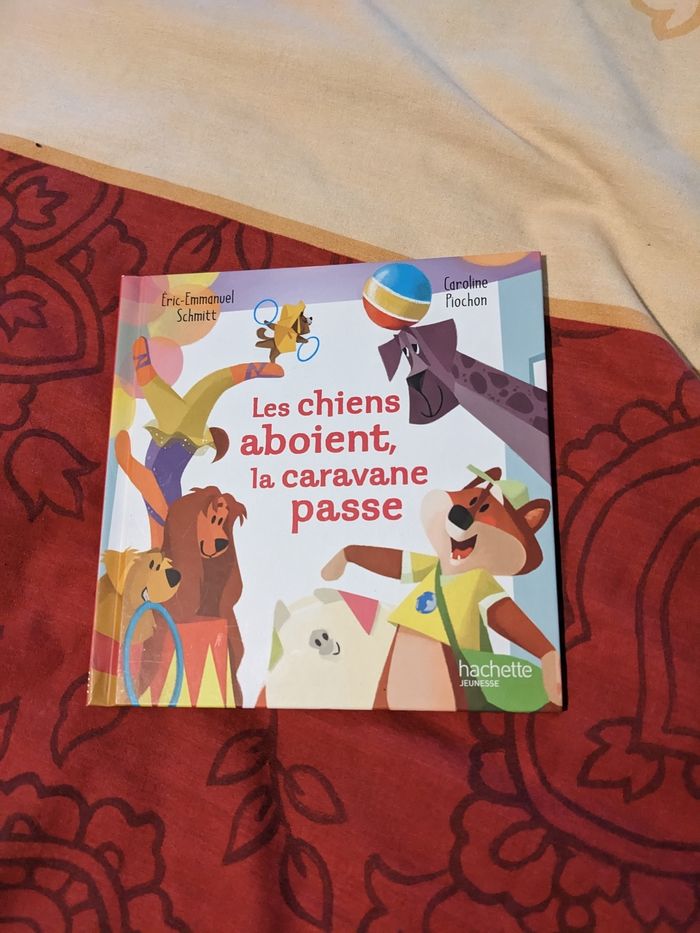 Éric-Emmanuel
Schmitt
Caroline
Piochon
Les chiens
aboient,
la caravane
passe
hachette
JEUNESSE